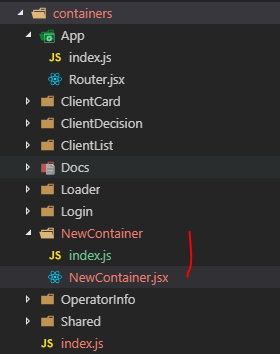 containers
App
JS index.js
Router.jsx
ClientCard
ClientDecision
ClientList
Docs
Loader
Login
NewContainer
JS index.js
NewContainer.jsx
OperatorInfo
Shared
JS index.js